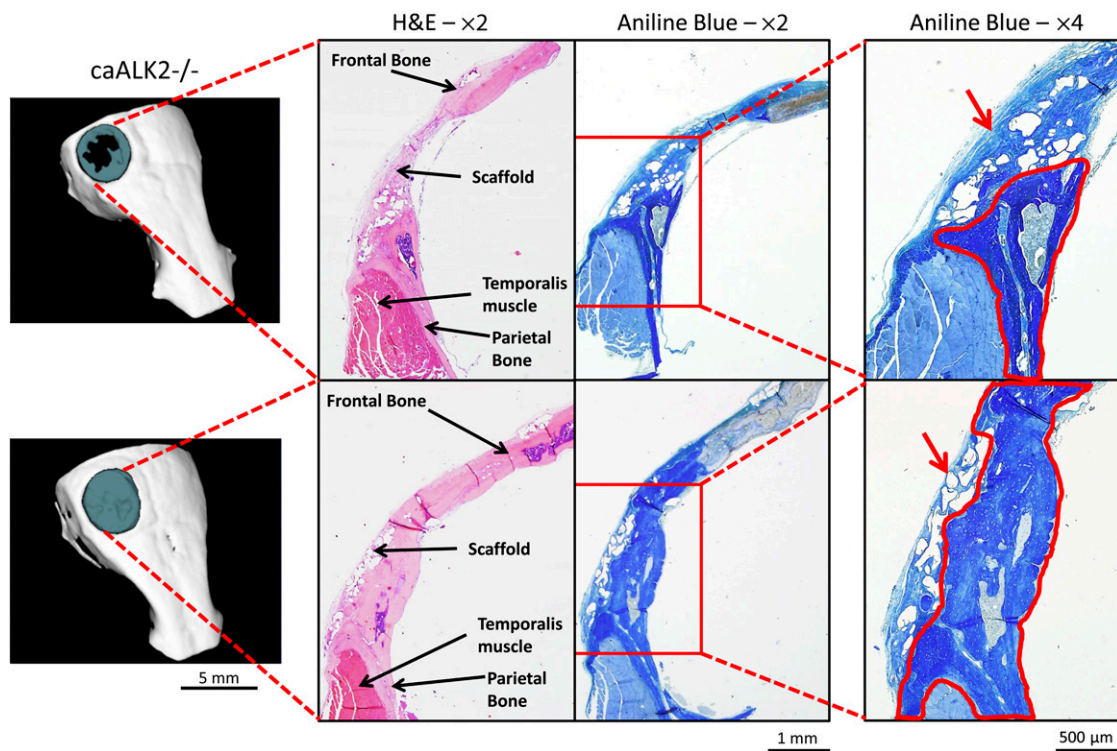 H&E – ×2
Aniline Blue – ×2
Aniline Blue – ×4
caALK2-/-
Frontal Bone
Scaffold
Temporalis
muscle
Parietal
Bone
Frontal Bone
Scaffold
Temporalis
muscle
Parietal
Bone
5 mm
1 mm
500 µm